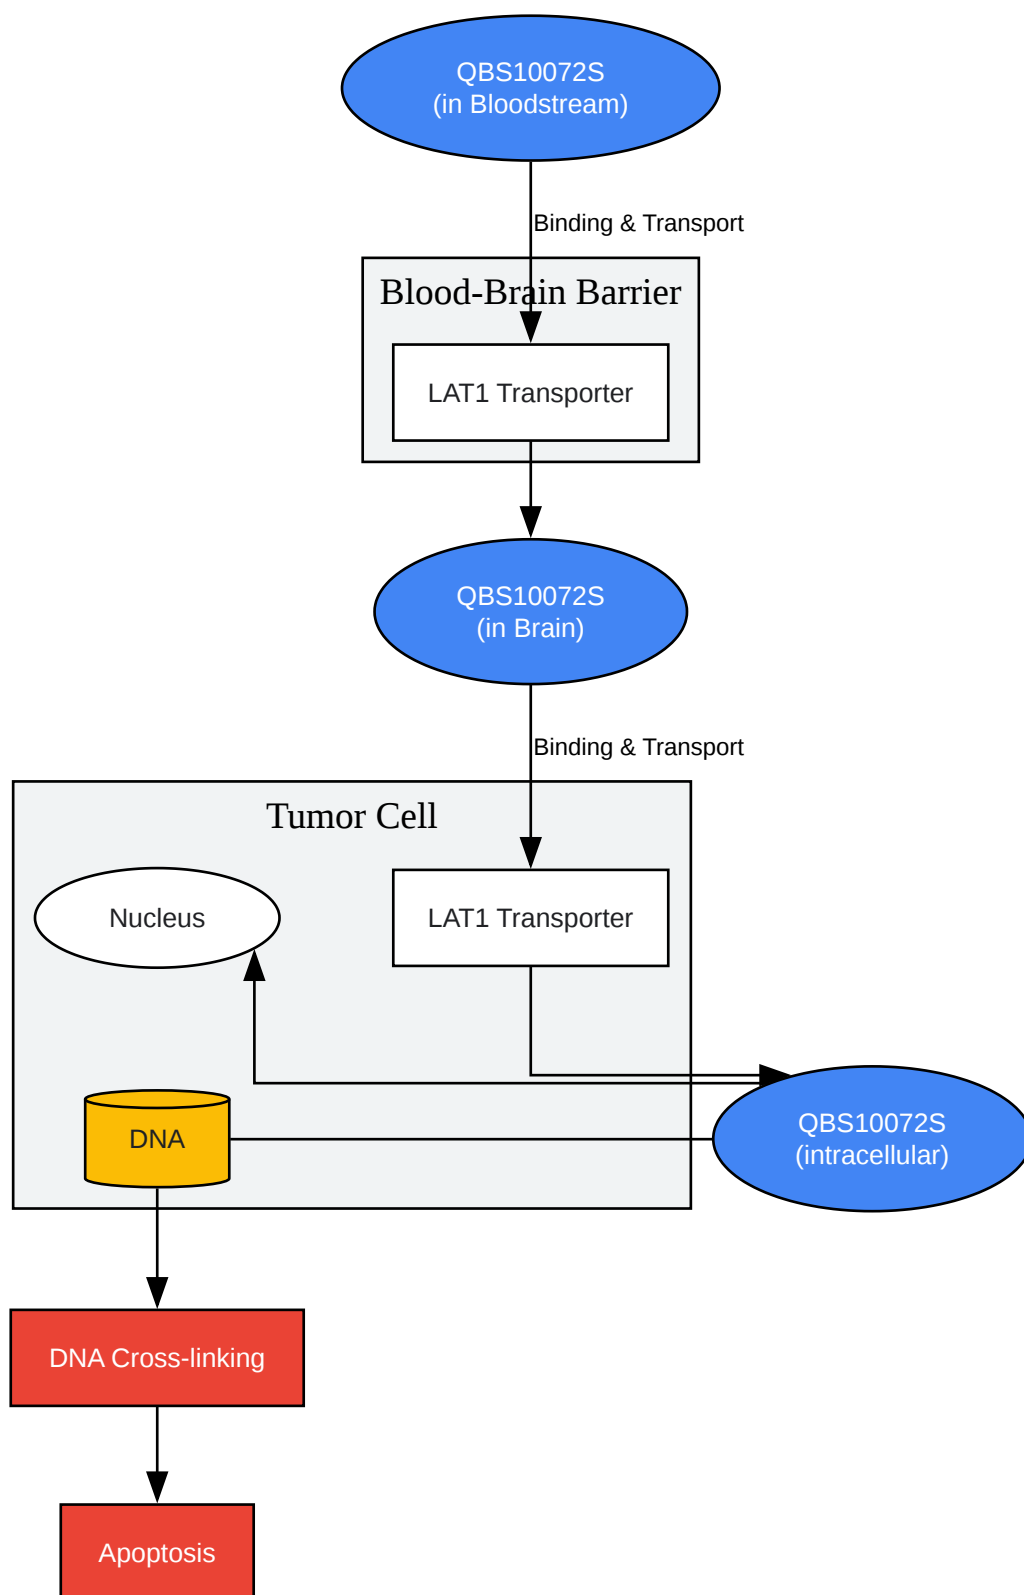 QBS10072S
(in Bloodstream)
Binding & Transport
Blood-Brain Barrier
LAT1 Transporter
QBS10072S
(in Brain)
Binding & Transport
Tumor Cell
Nucleus
LAT1 Transporter
DNA
QBS10072S
(intracellular)
DNA Cross-linking
Apoptosis